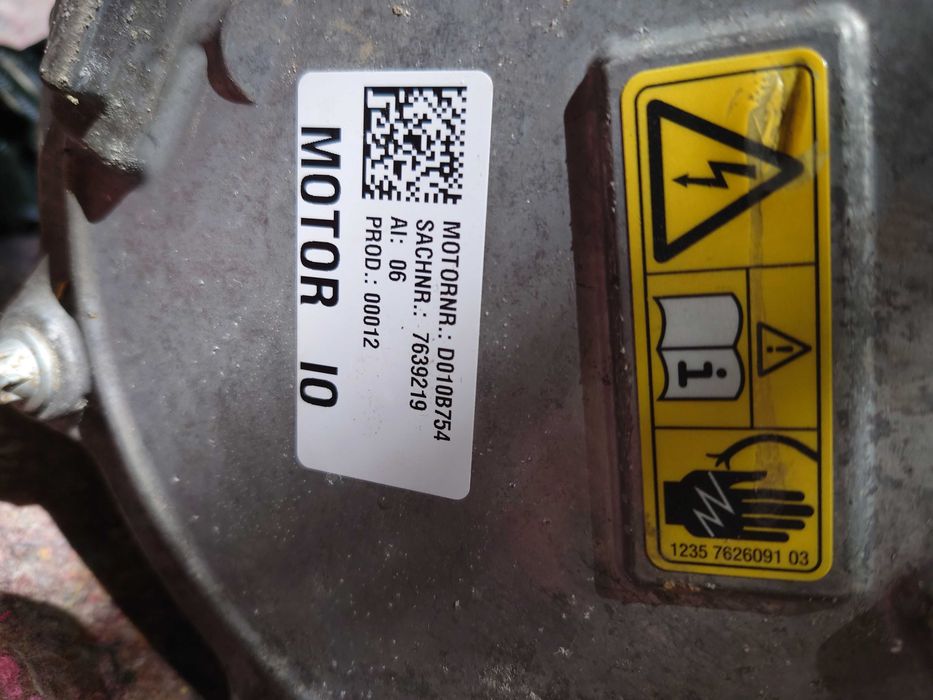 MOTORNR.: D010B754
SACHNR.: 7639219
AI: 06
PROD.: 00012
MOTOR IO
1235 7626091 03